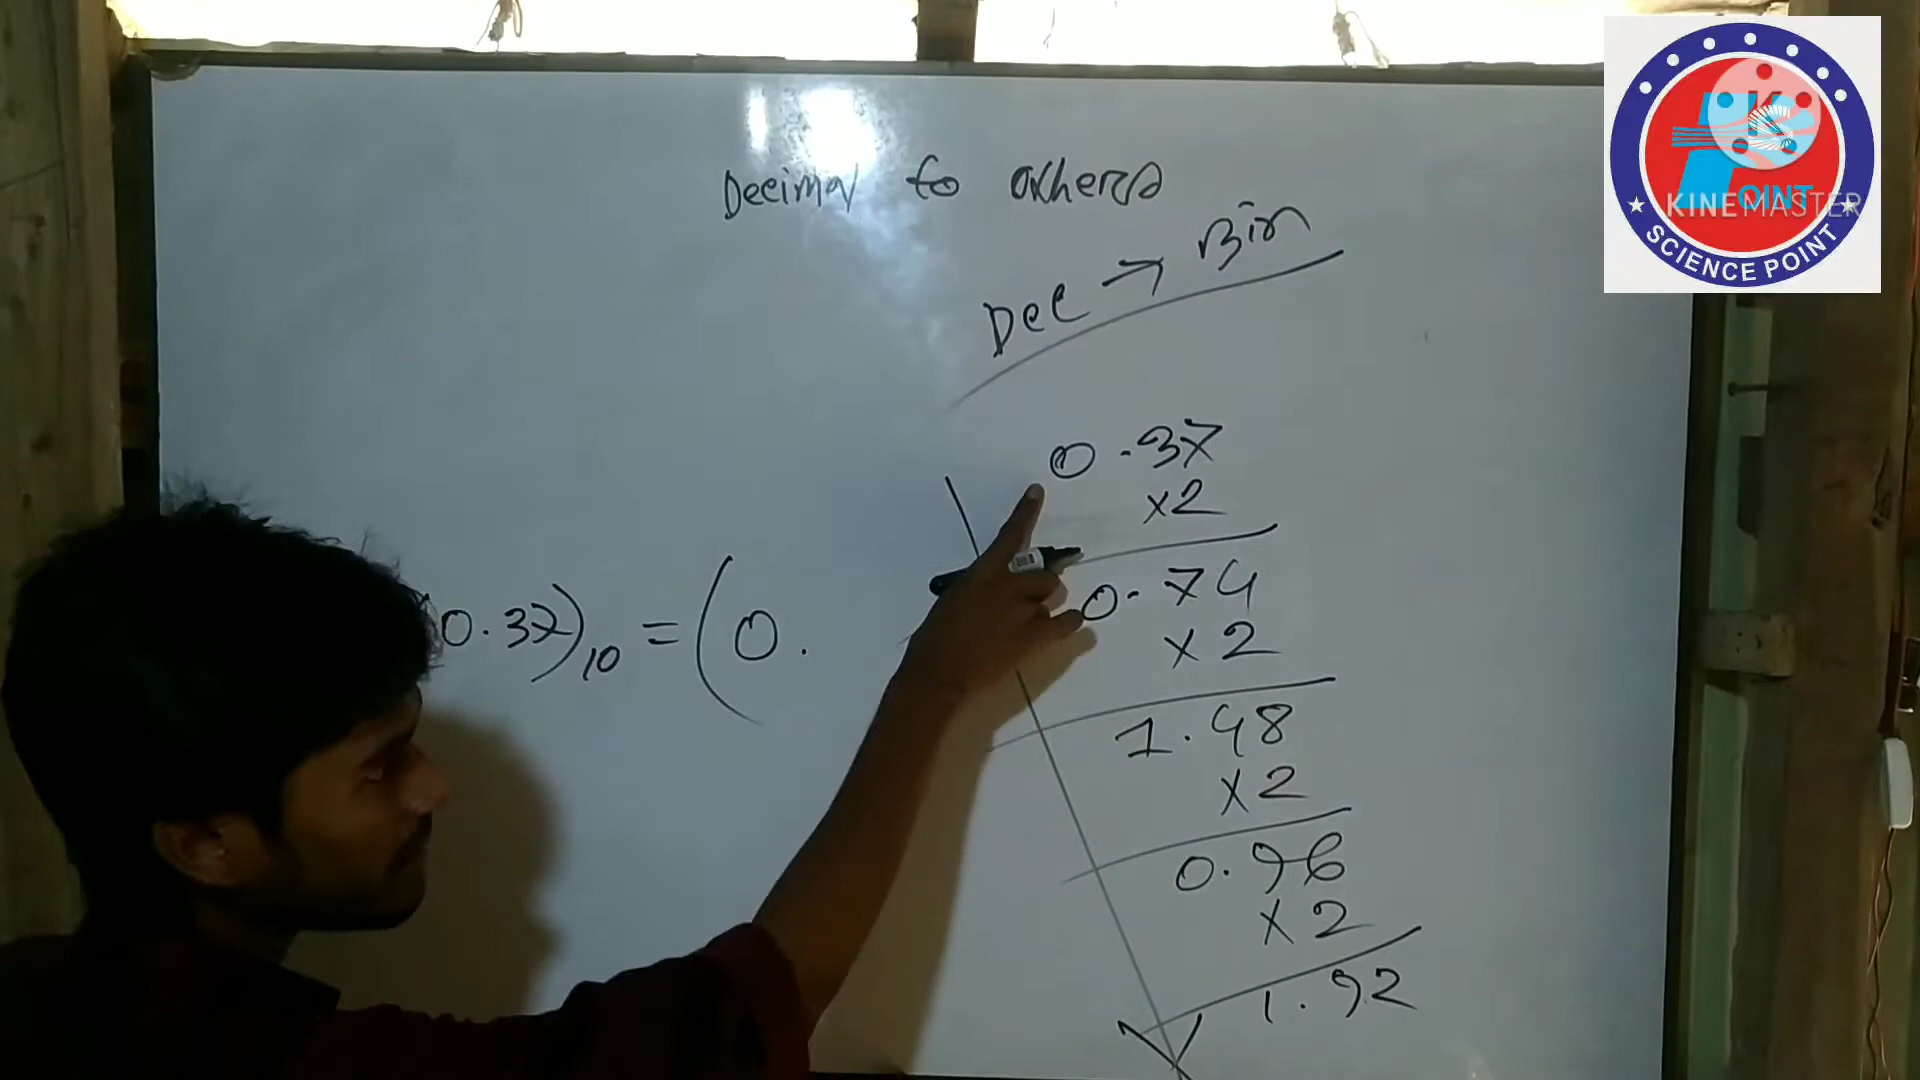 Decimal to others
Dec → Bin
0.37
x2
0.74
x2
1.48
x2
0.96
x2
1.92
0.37)10 = (0.
KINEMASTER
K
S
POINT
SCIENCE POINT